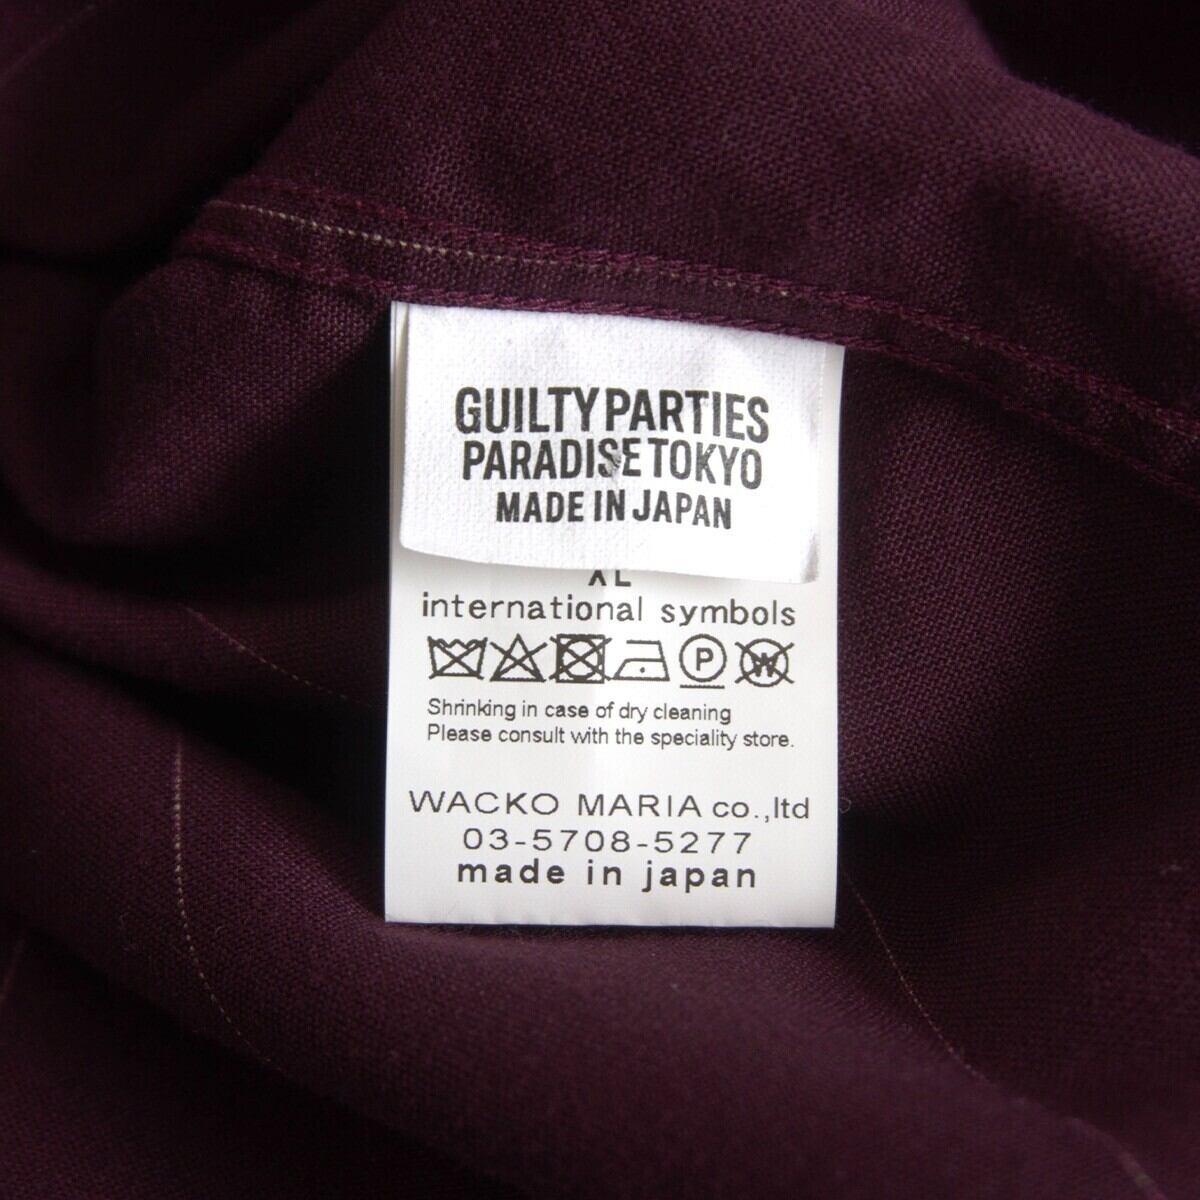 GUILTY PARTIES
PARADISE TOKYO
MADE IN JAPAN
XL
international symbols
P W
Shrinking in case of dry cleaning
Please consult with the speciality store.
WACKO MARIA co.,ltd
03-5708-5277
made in japan